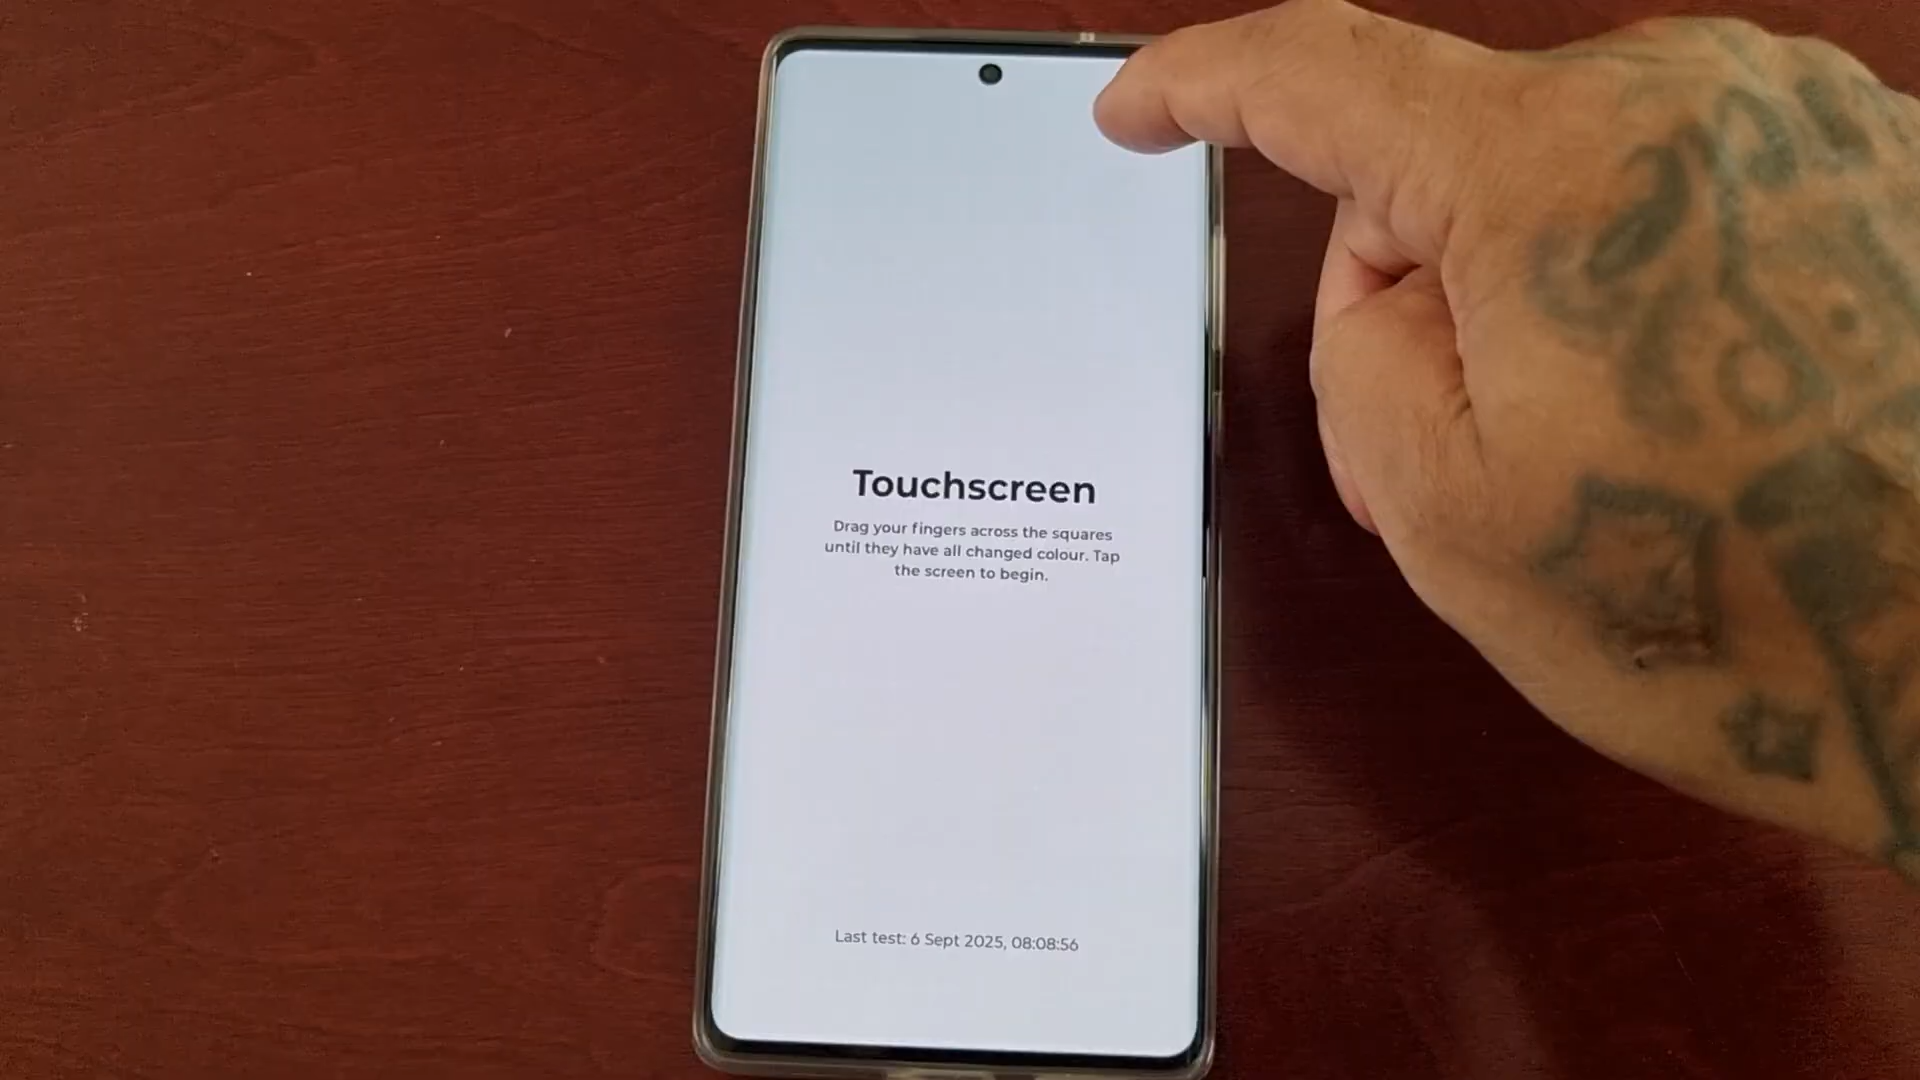 Touchscreen
Drag your fingers across the squares
until they have all changed colour. Tap
the screen to begin.
Last test: 6 Sept 2025, 08:08:56